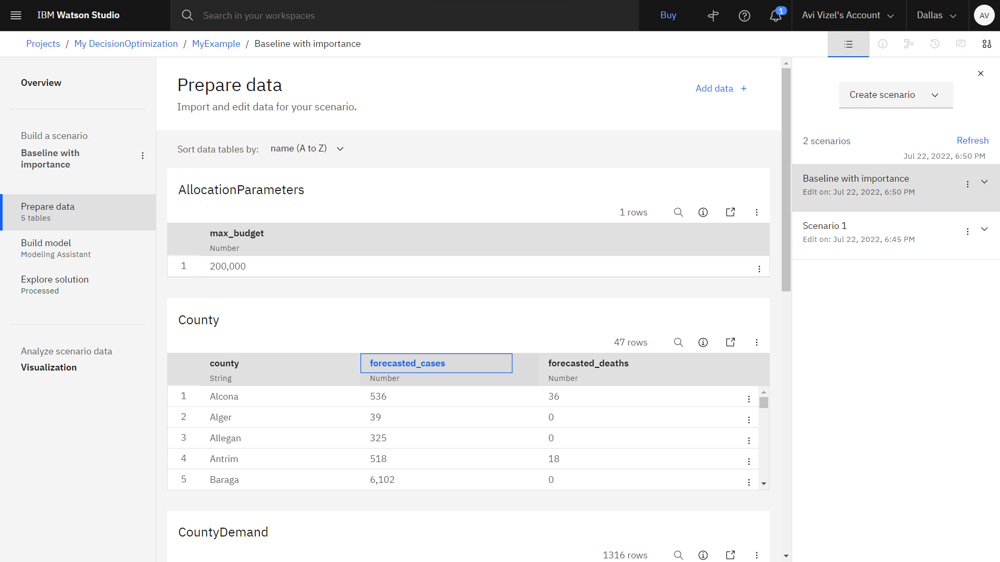 IBM Watson Studio
Search in your workspaces
Buy
1
Avi Vizel's Account
Dallas
AV
Projects / My DecisionOptimization / MyExample / Baseline with importance
Overview
Build a scenario
Baseline with
importance
Prepare data
5 tables
Build model
Modeling Assistant
Explore solution
Processed
Analyze scenario data
Visualization
Prepare data
Import and edit data for your scenario.
Add data +
Sort data tables by: name (A to Z)
AllocationParameters
1 rows
max_budget
Number
1 200,000
County
47 rows
county forecasted_cases forecasted_deaths
String Number Number
1 Alcona 536 36
2 Alger 39 0
3 Allegan 325 0
4 Antrim 518 18
5 Baraga 6,102 0
CountyDemand
1316 rows
Create scenario
2 scenarios
Refresh
Jul 22, 2022, 6:50 PM
Baseline with importance
Edit on: Jul 22, 2022, 6:50 PM
Scenario 1
Edit on: Jul 22, 2022, 6:45 PM